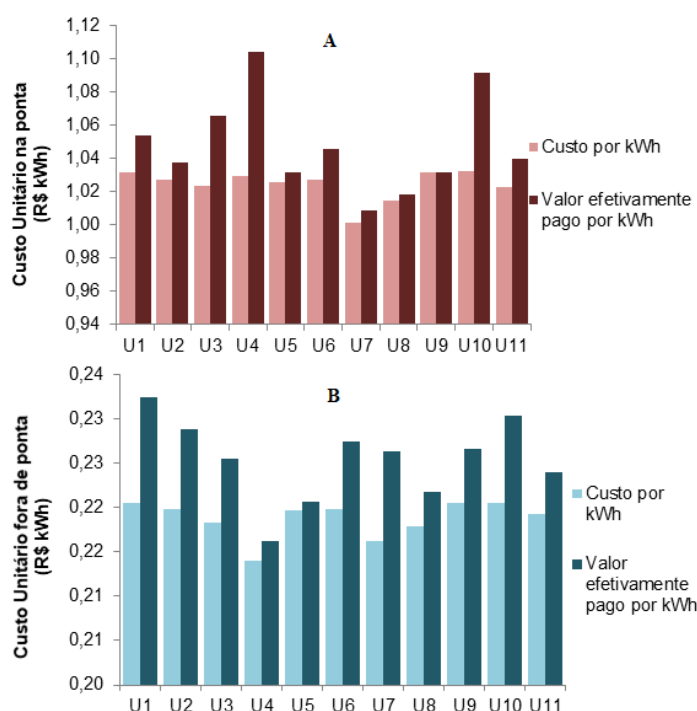 A
Custo Unitário na ponta
(R$ kWh)
1,12
1,10
1,08
1,06
1,04
1,02
1,00
0,98
0,96
0,94
U1 U2 U3 U4 U5 U6 U7 U8 U9 U10 U11
Custo por kWh
Valor efetivamente
pago por kWh
B
Custo Unitário fora de ponta
(R$ kWh)
0,24
0,23
0,23
0,22
0,22
0,21
0,21
0,20
U1 U2 U3 U4 U5 U6 U7 U8 U9 U10 U11
Custo por
kWh
Valor
efetivamente
pago por kWh